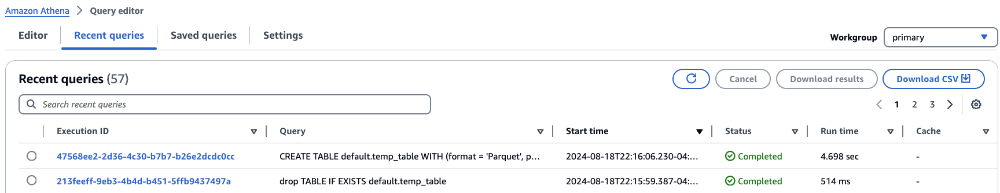 Amazon Athena > Query editor
Editor Recent queries Saved queries Settings
Workgroup primary
Recent queries (57)
Cancel Download results Download CSV
Search recent queries
1 2 3
Execution ID Query Start time Status Run time Cache
47568ee2-2d36-4c30-b7b7-b26e2dcdc0cc CREATE TABLE default.temp_table WITH (format = 'Parquet', p... 2024-08-18T22:16:06.230-04:... Completed 4.698 sec -
213feeff-9eb3-4b4d-b451-5ffb9437497a drop TABLE IF EXISTS default.temp_table 2024-08-18T22:15:59.387-04:... Completed 514 ms -